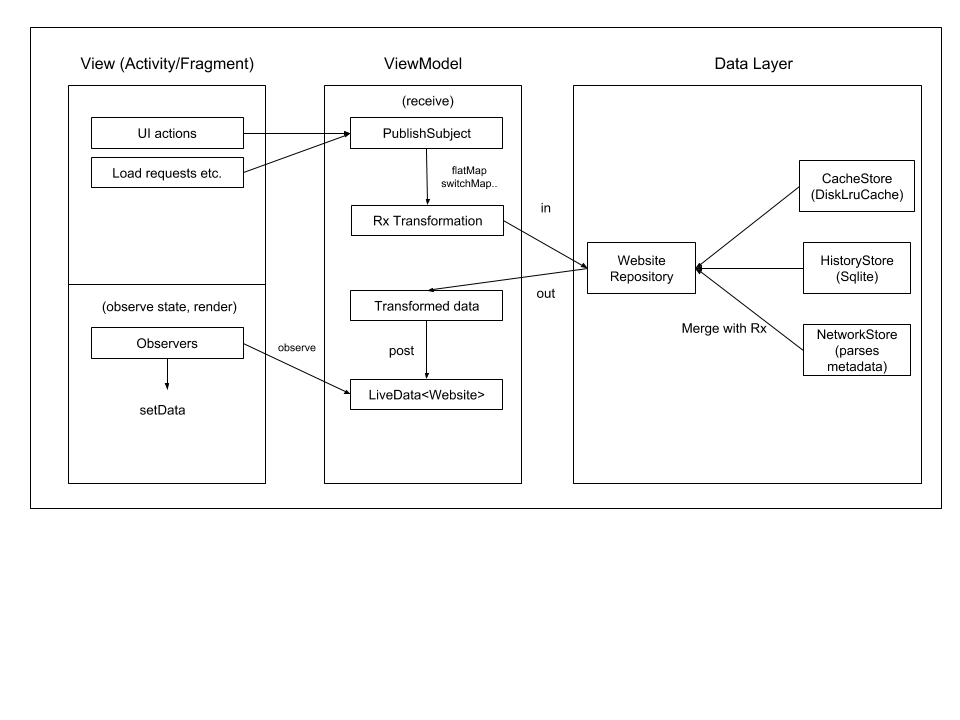 View (Activity/Fragment)
ViewModel
Data Layer
(receive)
UI actions
PublishSubject
Load requests etc.
flatMap
switchMap..
CacheStore
(DiskLruCache)
Rx Transformation
in
Website
Repository
HistoryStore
(Sqlite)
out
(observe state, render)
Transformed data
Merge with Rx
NetworkStore
(parses
metadata)
Observers
observe
post
LiveData<Website>
setData